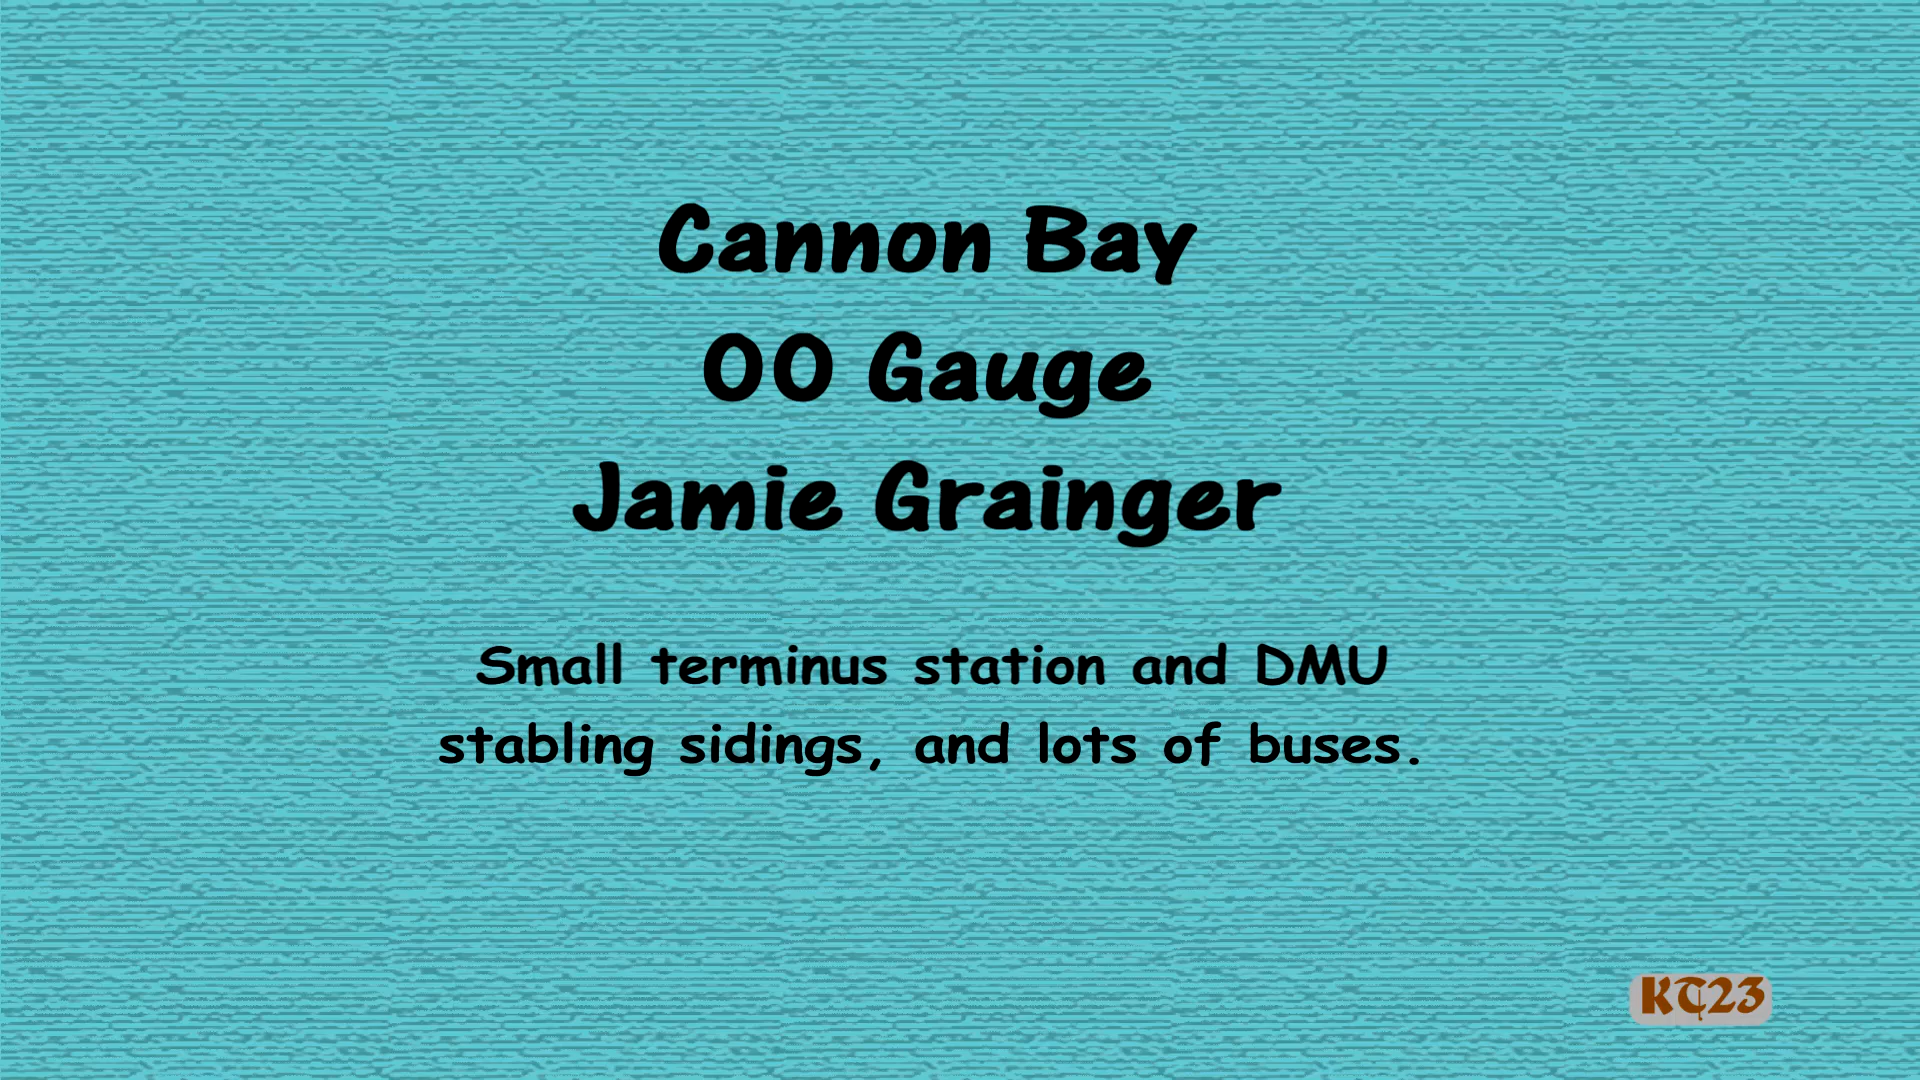 Cannon Bay
OO Gauge
Jamie Grainger
Small terminus station and DMU
stabling sidings, and lots of buses.
KT23